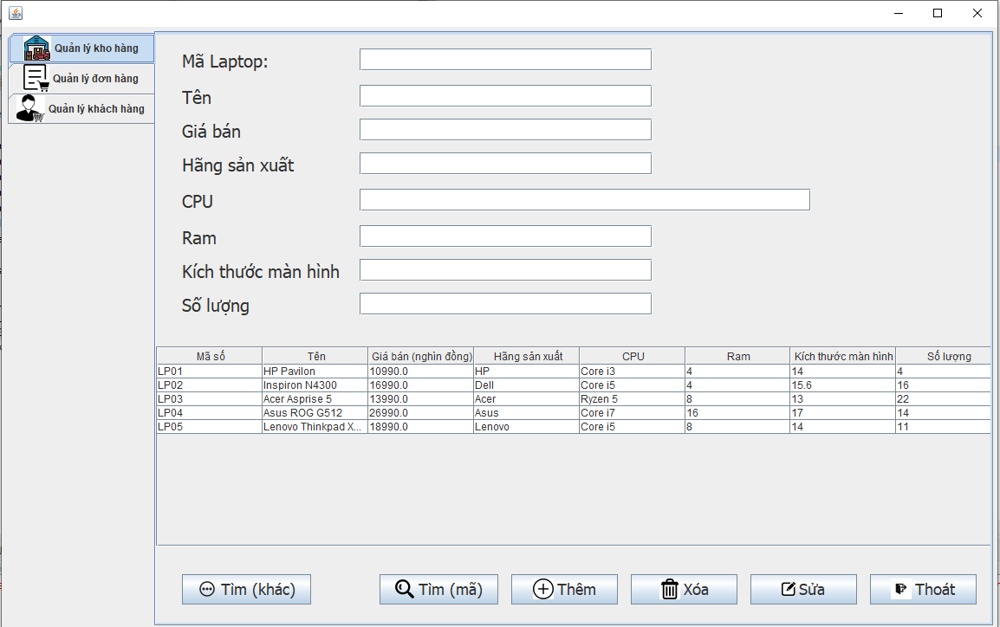 Quản lý kho hàng
Quản lý đơn hàng
Quản lý khách hàng
Mã Laptop:
Tên
Giá bán
Hãng sản xuất
CPU
Ram
Kích thước màn hình
Số lượng
Mã số Tên Giá bán (nghìn đồng) Hãng sản xuất CPU Ram Kích thước màn hình Số lượng
LP01 HP Pavilon 10990.0 HP Core i3 4 14 4
LP02 Inspiron N4300 16990.0 Dell Core i5 4 15.6 16
LP03 Acer Asprise 5 13990.0 Acer Ryzen 5 8 13 22
LP04 Asus ROG G512 26990.0 Asus Core i7 16 17 14
LP05 Lenovo Thinkpad X... 18990.0 Lenovo Core i5 8 14 11
Tìm (khác) Tìm (mã) Thêm Xóa Sửa Thoát